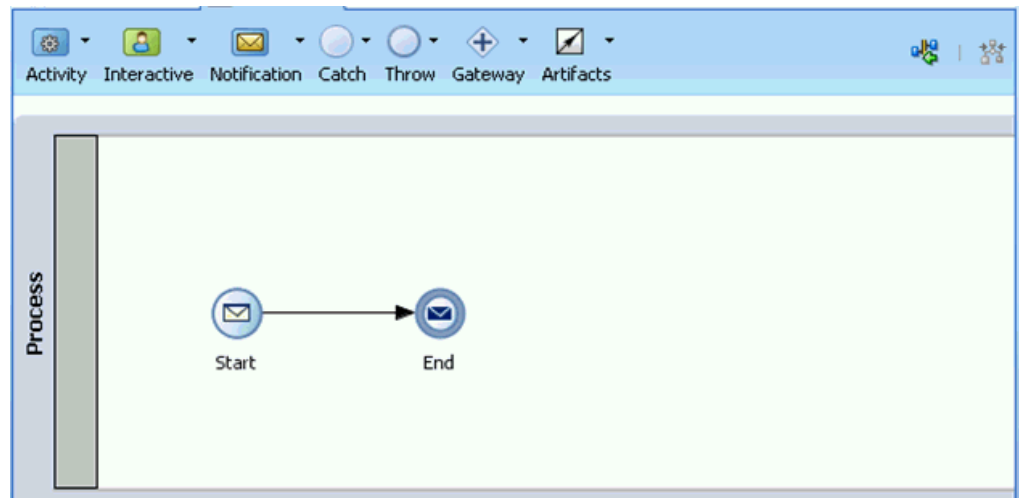 Activity Interactive Notification Catch Throw Gateway Artifacts
Process
Start End